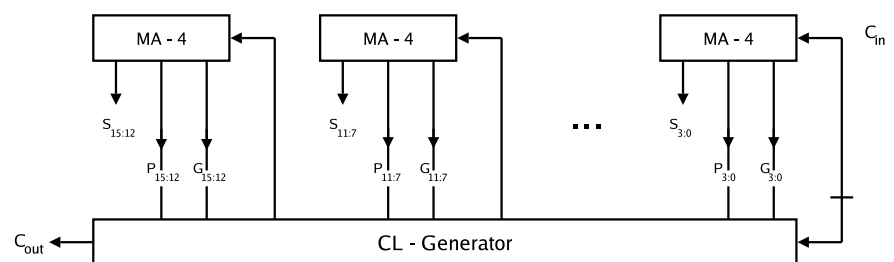 MA - 4 MA - 4 MA - 4 C_in
S_15:12 S_11:7 ... S_3:0
P_15:12 G_15:12 P_11:7 G_11:7 P_3:0 G_3:0
C_out CL - Generator